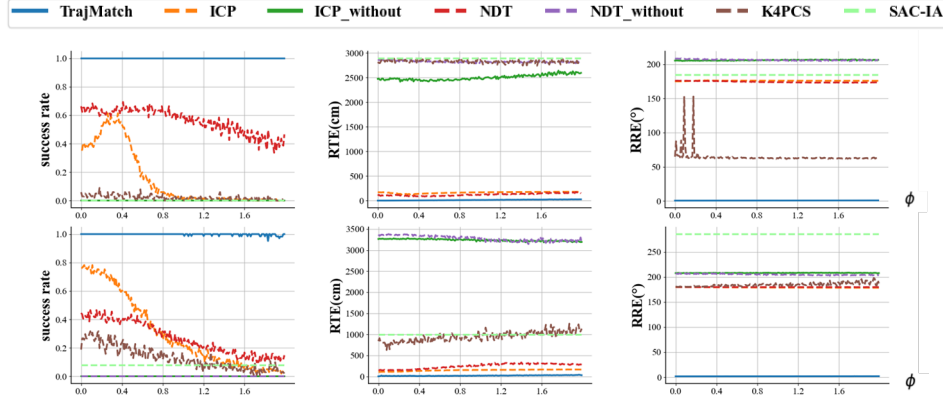 TrajMatch ICP ICP_without NDT NDT_without K4PCS SAC-IA
success rate
1.0
0.8
0.6
0.4
0.2
0.0
0.0 0.4 0.8 1.2 1.6
RTE(cm)
3000
2500
2000
1500
1000
500
0
0.0 0.4 0.8 1.2 1.6
RRE(°)
200
150
100
50
0
0.0 0.4 0.8 1.2 1.6
ϕ
success rate
1.0
0.8
0.6
0.4
0.2
0.0
0.0 0.4 0.8 1.2 1.6
RTE(cm)
3500
3000
2500
2000
1500
1000
500
0
0.0 0.4 0.8 1.2 1.6
RRE(°)
250
200
150
100
50
0
0.0 0.4 0.8 1.2 1.6
ϕ